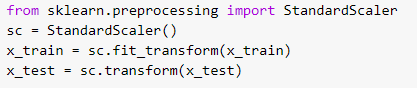 from sklearn.preprocessing import StandardScaler
sc = StandardScaler()
x_train = sc.fit_transform(x_train)
x_test = sc.transform(x_test)